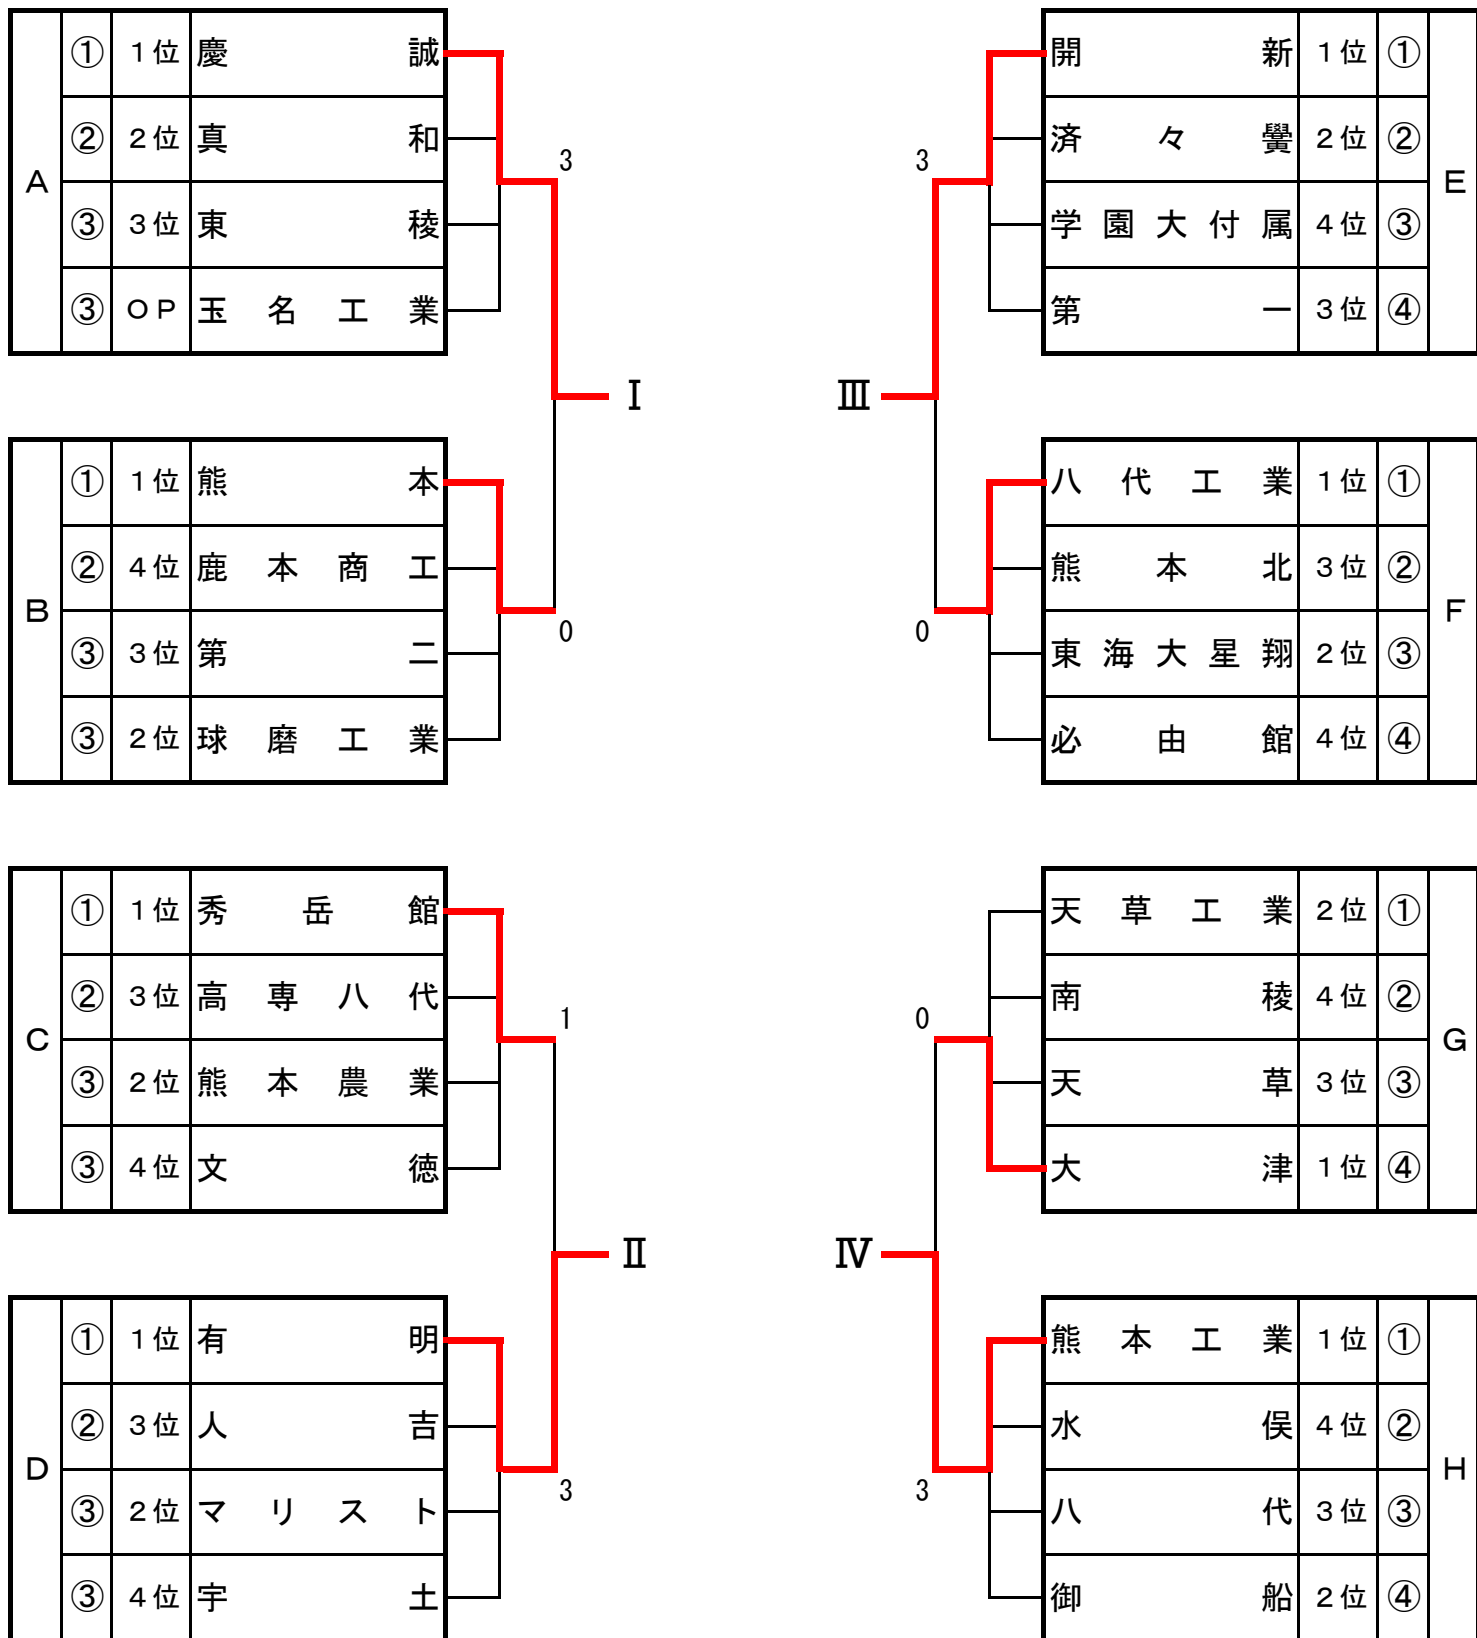 A
① 1位 慶誠
② 2位 真和
③ 3位 東稜
③ OP 玉名工業
3
I
B
① 1位 熊本
② 4位 鹿本商工
③ 3位 第二
③ 2位 球磨工業
0
C
① 1位 秀岳館
② 3位 高専八代
③ 2位 熊本農業
③ 4位 文徳
1
Ⅱ
D
① 1位 有明
② 3位 人吉
③ 2位 マリスト
③ 4位 宇土
3
E
開新 1位 ①
済々黌 2位 ②
学園大付属 4位 ③
第一 3位 ④
3
Ⅲ
F
八代工業 1位 ①
熊本北 3位 ②
東海大星翔 2位 ③
必由館 4位 ④
0
G
天草工業 2位 ①
南稜 4位 ②
天草 3位 ③
大津 1位 ④
0
Ⅳ
H
熊本工業 1位 ①
水俣 4位 ②
八代 3位 ③
御船 2位 ④
3